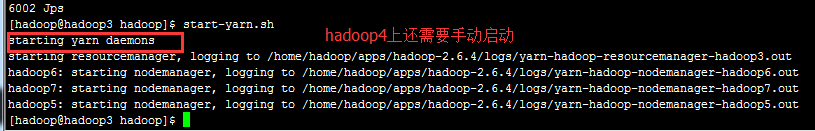 6002 Jps
[hadoop@hadoop3 hadoop]$ start-yarn.sh
starting yarn daemons
hadoop4上还需要手动启动
starting resourcemanager, logging to /home/hadoop/apps/hadoop-2.6.4/logs/yarn-hadoop-resourcemanager-hadoop3.out
hadoop6: starting nodemanager, logging to /home/hadoop/apps/hadoop-2.6.4/logs/yarn-hadoop-nodemanager-hadoop6.out
hadoop7: starting nodemanager, logging to /home/hadoop/apps/hadoop-2.6.4/logs/yarn-hadoop-nodemanager-hadoop7.out
hadoop5: starting nodemanager, logging to /home/hadoop/apps/hadoop-2.6.4/logs/yarn-hadoop-nodemanager-hadoop5.out
[hadoop@hadoop3 hadoop]$